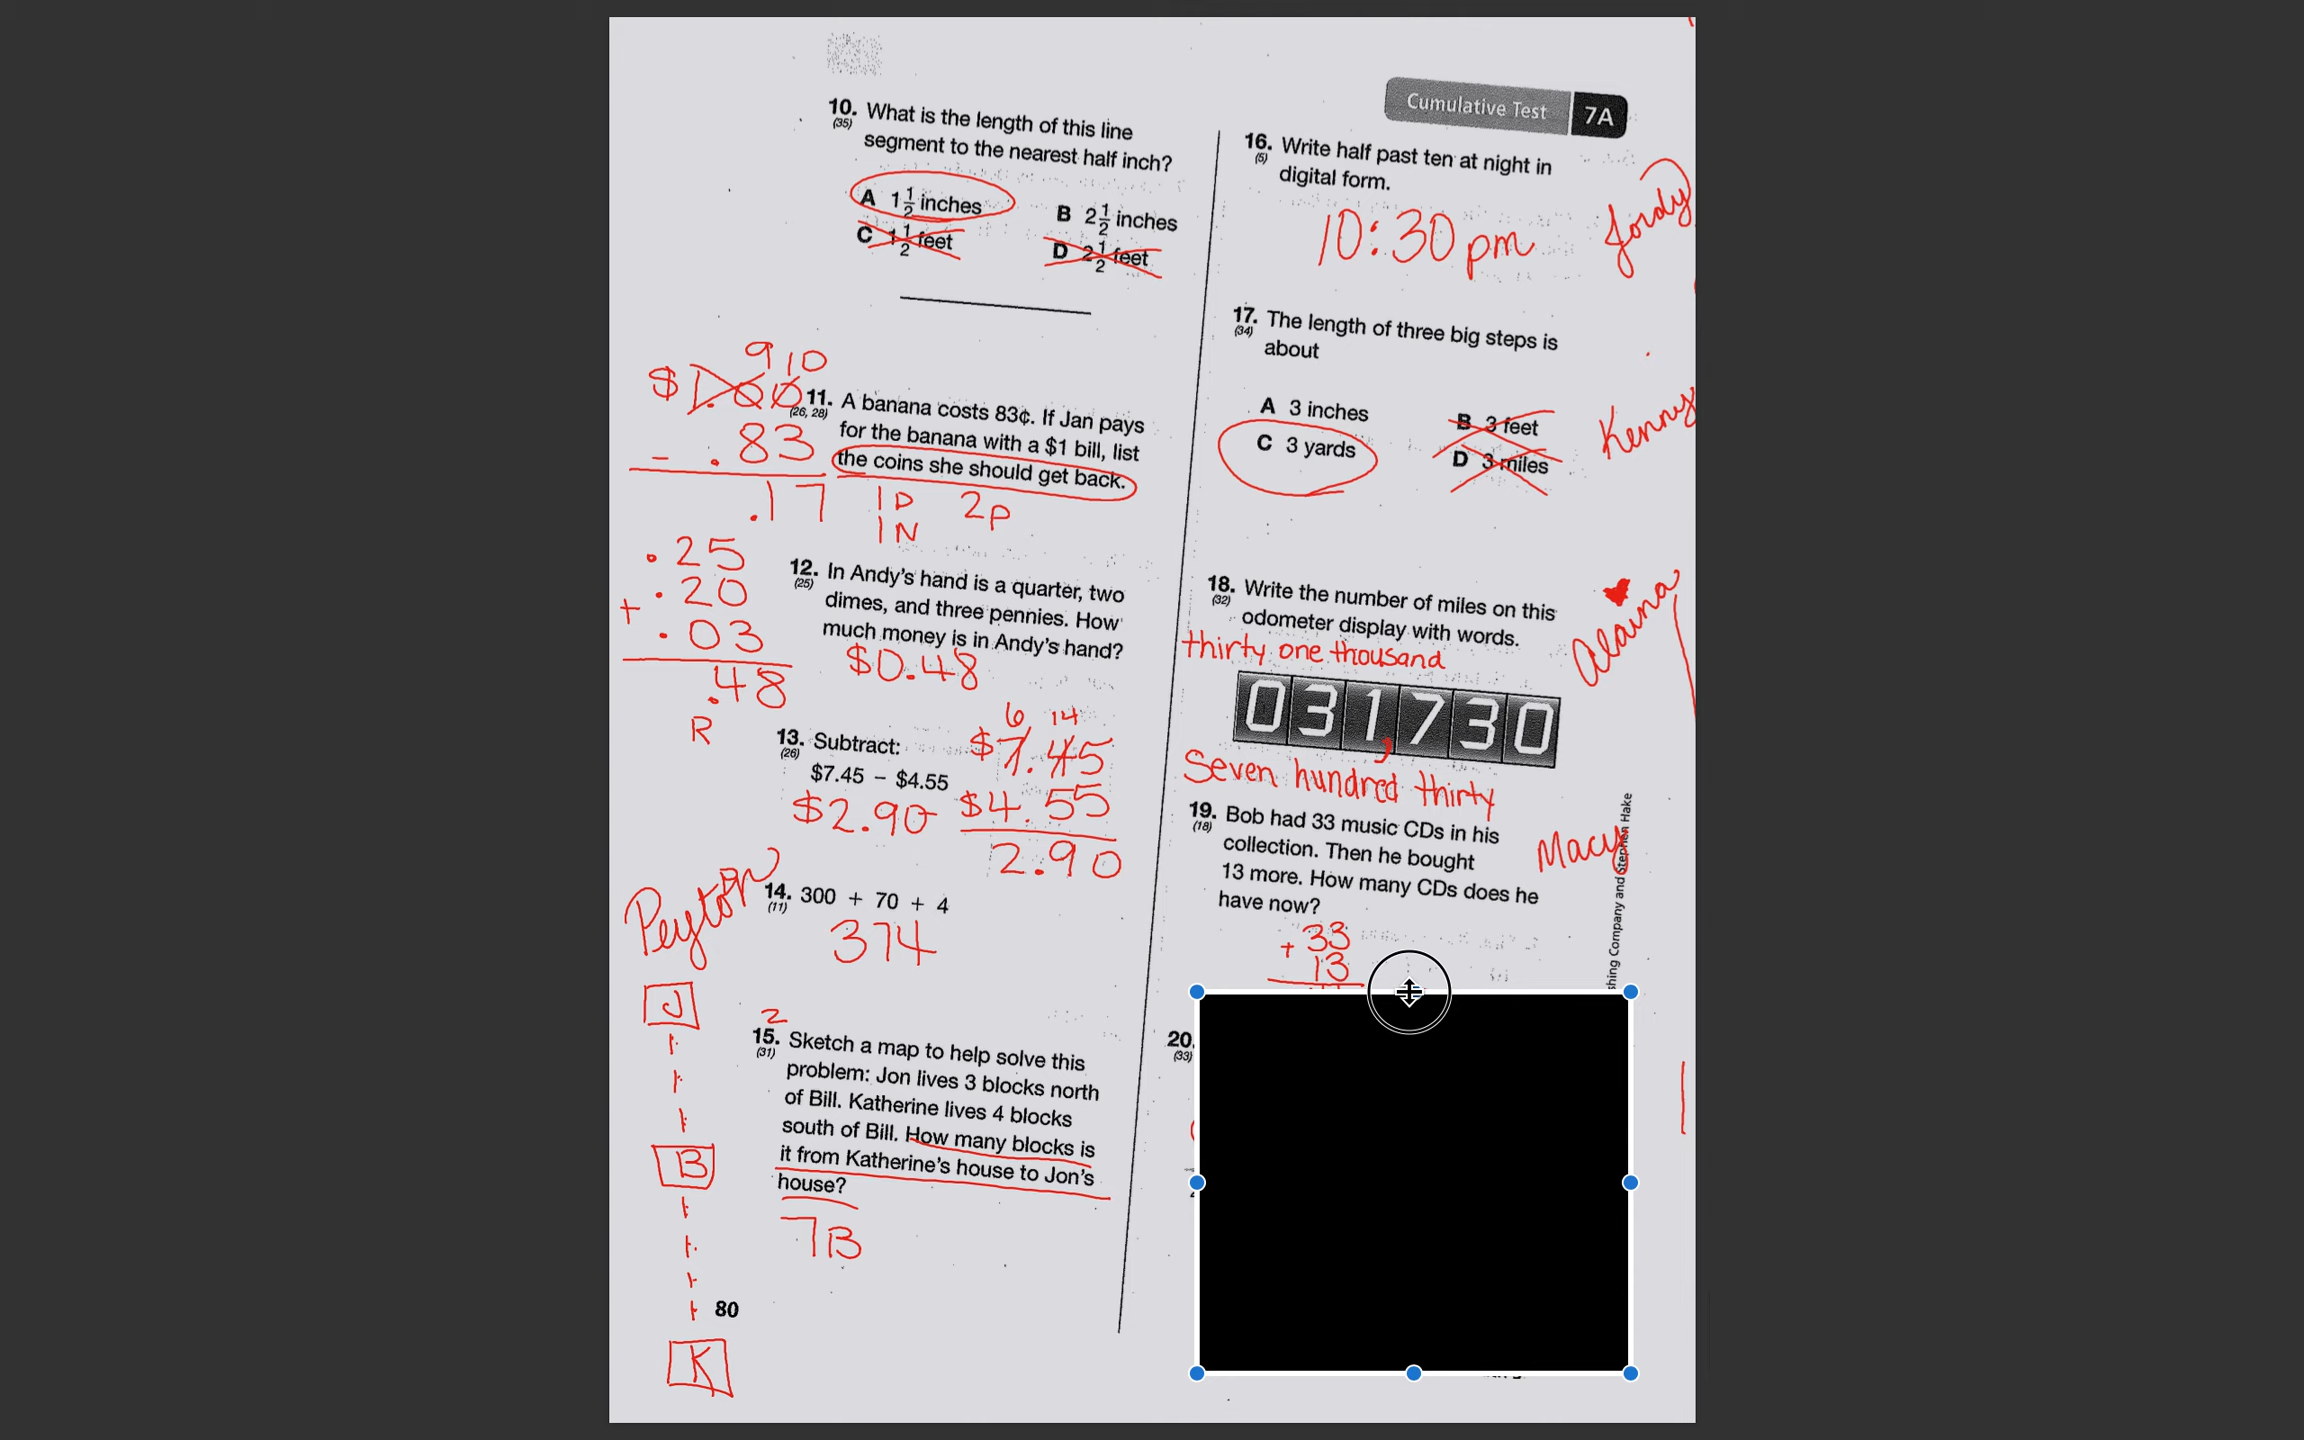 Cumulative Test 7A
10. What is the length of this line
(35) segment to the nearest half inch?
A 1 1/2 inches
B 2 1/2 inches
C 1 1/2 feet
D 2 1/2 feet
9 10
$1.00
- .83
.17
11. A banana costs 83¢. If Jan pays
(26, 28) for the banana with a $1 bill, list
the coins she should get back.
1D 2P
1N
.25
+ .20
.03
.48
R
12. In Andy's hand is a quarter, two
(25) dimes, and three pennies. How
much money is in Andy's hand?
$0.48
13. Subtract:
(26) $7.45 – $4.55
$2.90
6 14
$7.45
$4.55
2.90
Peyton
14. 300 + 70 + 4
(11)
374
J
B
K
2
15. Sketch a map to help solve this
(31) problem: Jon lives 3 blocks north
of Bill. Katherine lives 4 blocks
south of Bill. How many blocks is
it from Katherine's house to Jon's
house?
7B
80
16. Write half past ten at night in
(5) digital form.
10:30 pm
Jordy
17. The length of three big steps is
(34) about
A 3 inches
B 3 feet
C 3 yards
D 3 miles
Kenny
18. Write the number of miles on this
(32) odometer display with words.
thirty one thousand
031,730
Seven hundred thirty
Alaina
19. Bob had 33 music CDs in his
(18) collection. Then he bought
13 more. How many CDs does he
have now?
+ 33
13
Macy
shing Company and Stephen Hake
20.
(33)